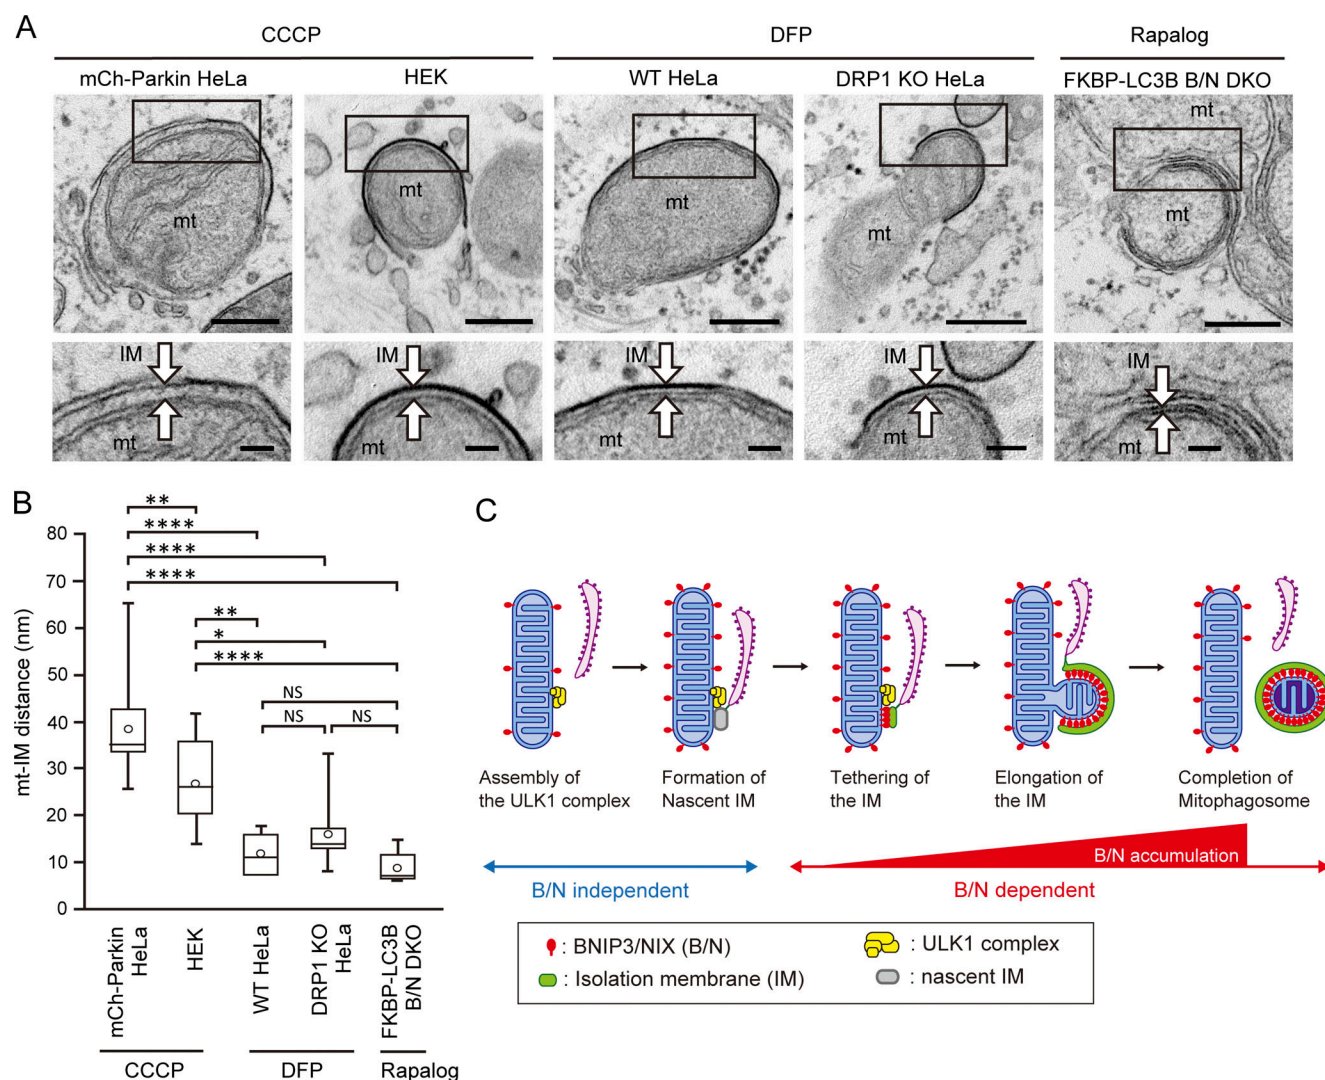 A
CCCP
DFP
Rapalog
mCh-Parkin HeLa
HEK
WT HeLa
DRP1 KO HeLa
FKBP-LC3B B/N DKO
mt
mt
mt
mt
mt
mt
IM
IM
IM
IM
IM
mt
mt
mt
mt
mt
B
**
****
****
****
**
*
****
NS
NS
NS
mt-IM distance (nm)
80
70
60
50
40
30
20
10
0
mCh-Parkin
HeLa
HEK
WT HeLa
DRP1 KO
HeLa
FKBP-LC3B
B/N DKO
CCCP
DFP
Rapalog
C
Assembly of
the ULK1 complex
Formation of
Nascent IM
Tethering of
the IM
Elongation of
the IM
Completion of
Mitophagosome
B/N accumulation
B/N independent
B/N dependent
: BNIP3/NIX (B/N)
: ULK1 complex
: Isolation membrane (IM)
: nascent IM